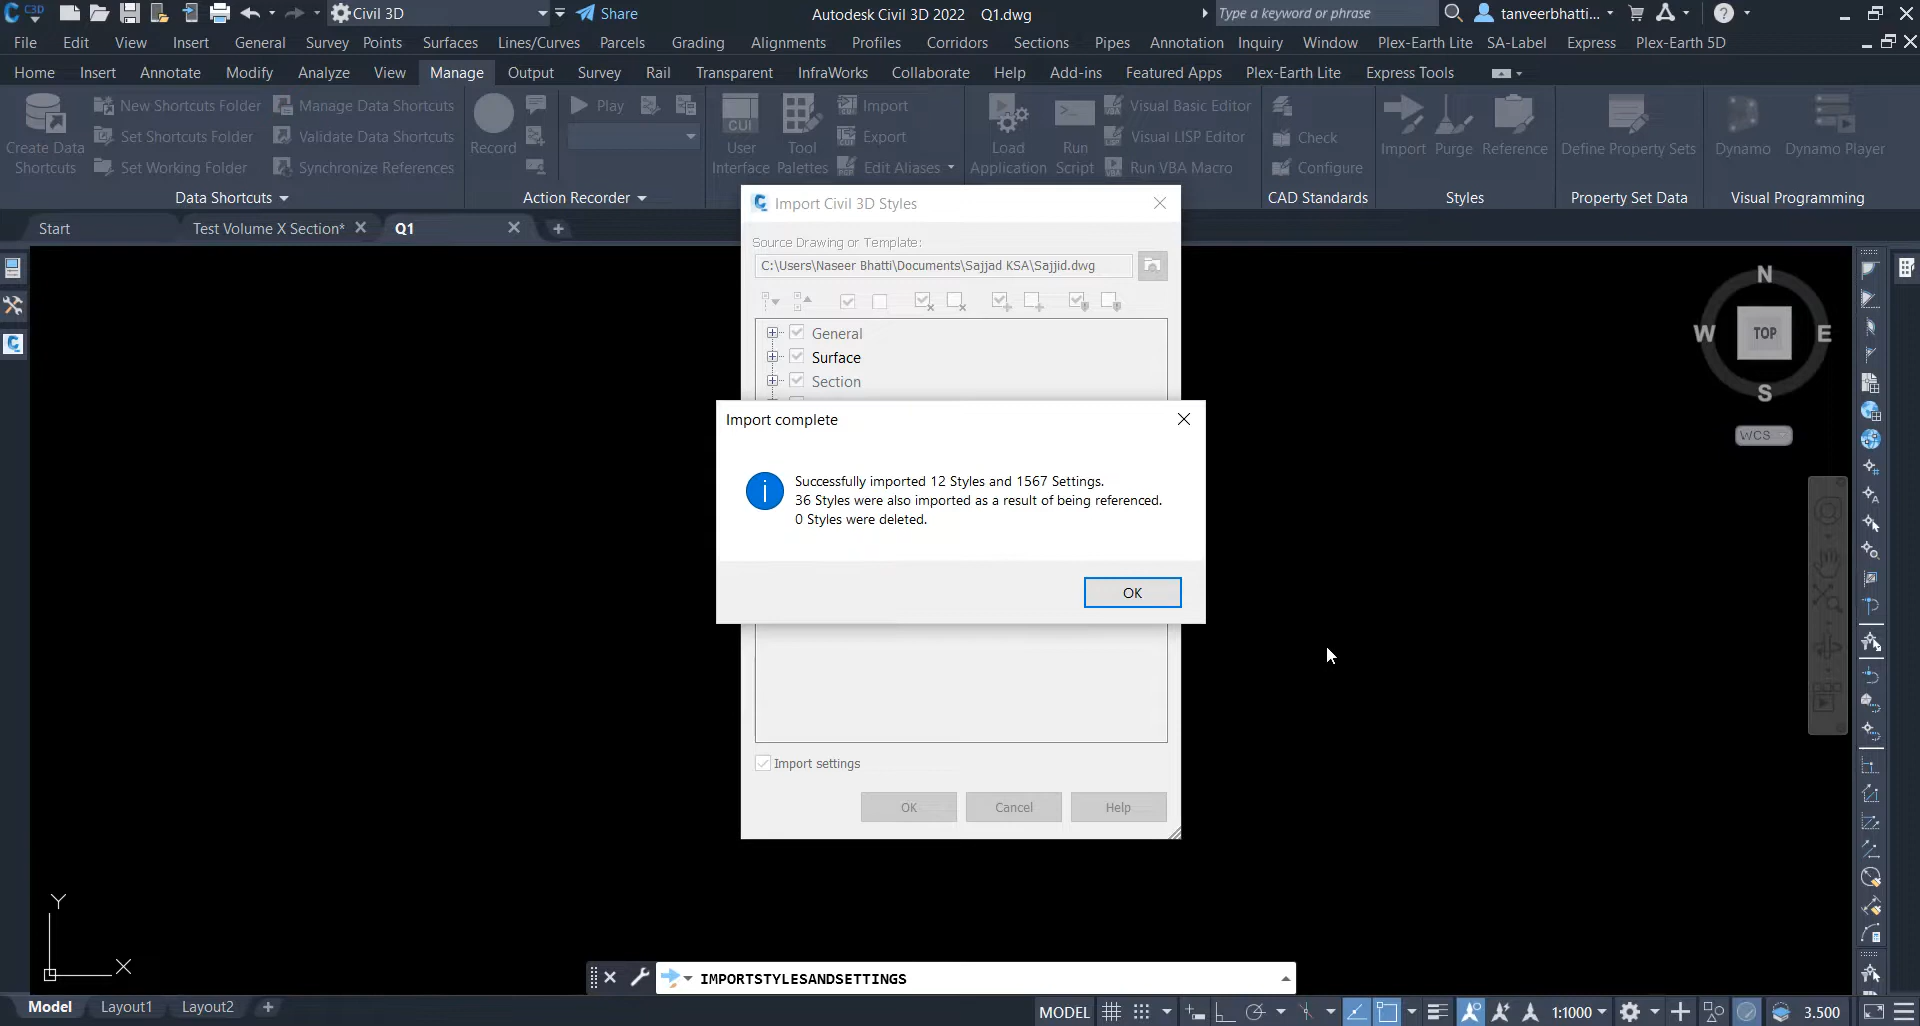 C3D
Civil 3D
Share
Autodesk Civil 3D 2022 Q1.dwg
Type a keyword or phrase
tanveerbhatti...
File Edit View Insert General Survey Points Surfaces Lines/Curves Parcels Grading Alignments Profiles Corridors Sections Pipes Annotation Inquiry Window Plex-Earth Lite SA-Label Express Plex-Earth 5D
Home Insert Annotate Modify Analyze View Manage Output Survey Rail Transparent InfraWorks Collaborate Help Add-ins Featured Apps Plex-Earth Lite Express Tools
Create Data
Shortcuts
New Shortcuts Folder
Set Shortcuts Folder
Set Working Folder
Manage Data Shortcuts
Validate Data Shortcuts
Synchronize References
Data Shortcuts
Record
Play
Action Recorder
CUI
User
Interface
Tool
Palettes
Import
Export
Edit Aliases
Load
Application
Run
Script
Visual Basic Editor
Visual LISP Editor
Run VBA Macro
Check
Configure
CAD Standards
Import Purge Reference
Styles
Define Property Sets
Property Set Data
Dynamo Dynamo Player
Visual Programming
Start
Test Volume X Section*
Q1
Import Civil 3D Styles
Source Drawing or Template:
C:\Users\Naseer Bhatti\Documents\Sajjad KSA\Sajjid.dwg
General
Surface
Section
Import complete
Successfully imported 12 Styles and 1567 Settings.
36 Styles were also imported as a result of being referenced.
0 Styles were deleted.
OK
Import settings
OK Cancel Help
N
W TOP E
S
WCS
Y
X
IMPORTSTYLESANDSETTINGS
Model Layout1 Layout2
MODEL
1:1000
3.500